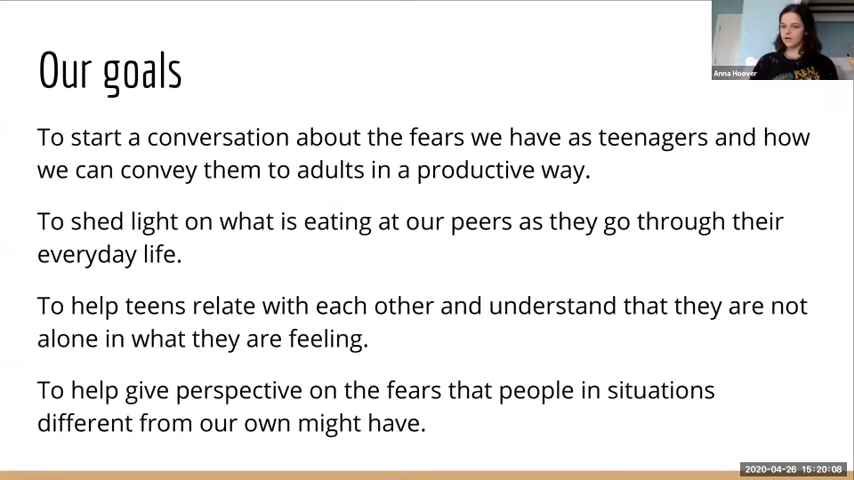 Our goals
Anna Hoover
To start a conversation about the fears we have as teenagers and how
we can convey them to adults in a productive way.
To shed light on what is eating at our peers as they go through their
everyday life.
To help teens relate with each other and understand that they are not
alone in what they are feeling.
To help give perspective on the fears that people in situations
different from our own might have.
2020-04-26 15:20:08